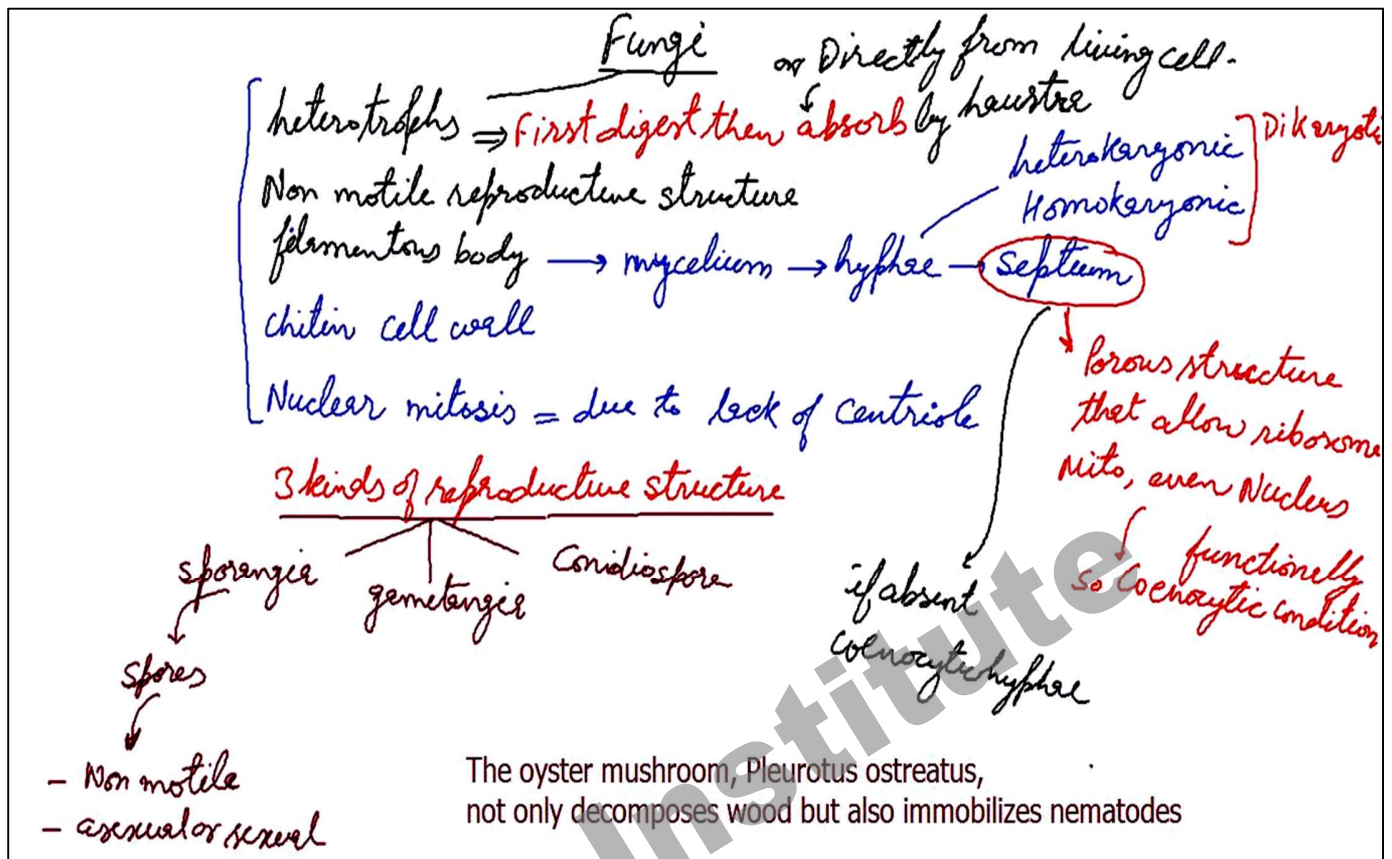 Fungi
or Directly from living cell.
heterotrophs ⇒ First digest then absorb by haustra
Non motile reproductive structure
heterokaryonic
Homokaryonic
Dikaryoti
filamentous body → mycelium → hyphae → Septum
chitin cell wall
Nuclear mitosis = due to lack of centriole
Porous structure
that allow ribosome
Mito, even Nucleus
functionally
so Coenocytic condition
if absent
coenocytic hyphae
3 kinds of reproductive structure
sporangia
gametangia
Conidiospore
spores
- Non motile
- asexual or sexual
The oyster mushroom, Pleurotus ostreatus,
not only decomposes wood but also immobilizes nematodes
Institute